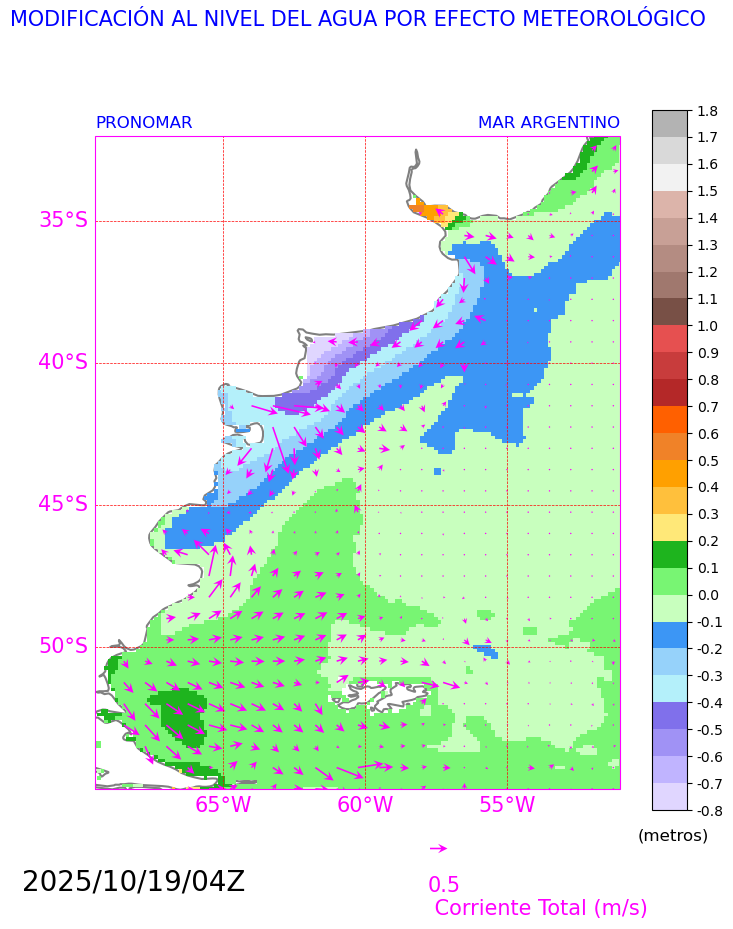 MODIFICACIÓN AL NIVEL DEL AGUA POR EFECTO METEOROLÓGICO
PRONOMAR
MAR ARGENTINO
35°S
40°S
45°S
50°S
65°W
60°W
55°W
1.8
1.7
1.6
1.5
1.4
1.3
1.2
1.1
1.0
0.9
0.8
0.7
0.6
0.5
0.4
0.3
0.2
0.1
0.0
-0.1
-0.2
-0.3
-0.4
-0.5
-0.6
-0.7
-0.8
(metros)
2025/10/19/04Z
0.5
Corriente Total (m/s)